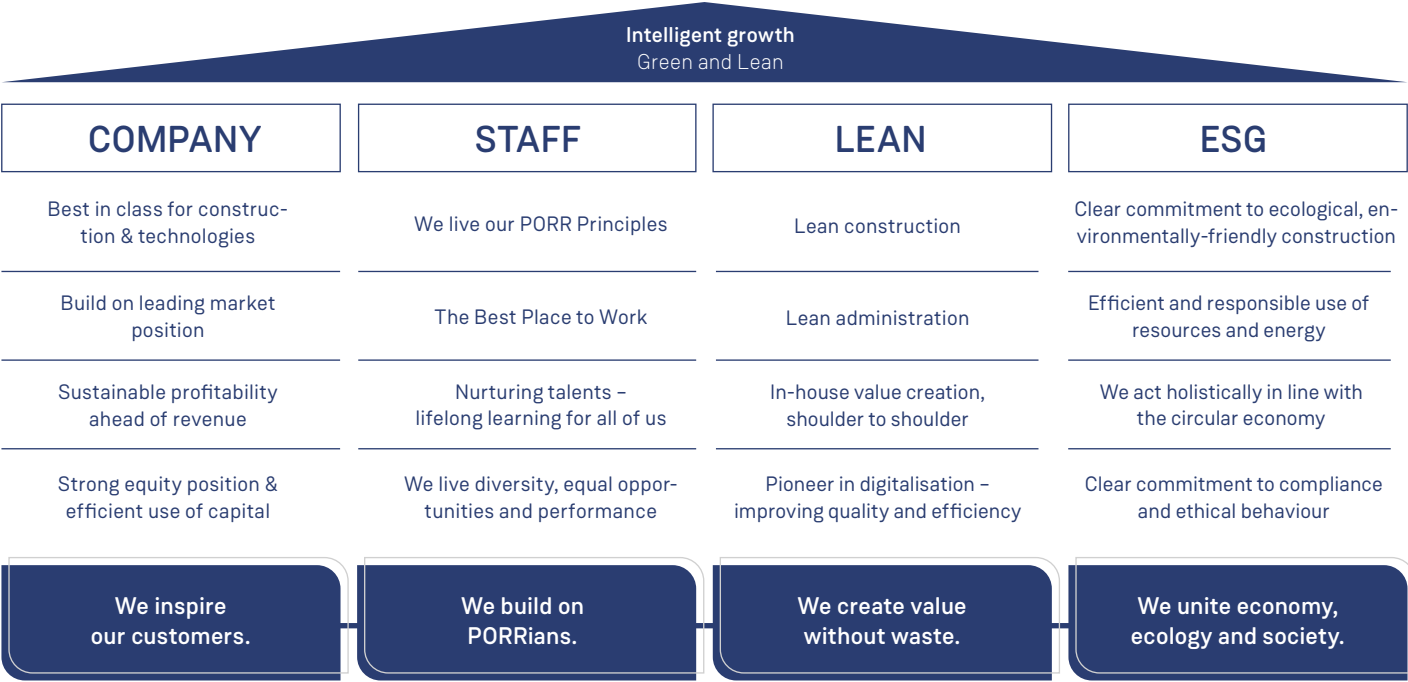 Intelligent growth
Green and Lean
COMPANY
Best in class for construc-
tion & technologies
Build on leading market
position
Sustainable profitability
ahead of revenue
Strong equity position &
efficient use of capital
We inspire
our customers.
STAFF
We live our PORR Principles
The Best Place to Work
Nurturing talents –
lifelong learning for all of us
We live diversity, equal oppor-
tunities and performance
We build on
PORRians.
LEAN
Lean construction
Lean administration
In-house value creation,
shoulder to shoulder
Pioneer in digitalisation –
improving quality and efficiency
We create value
without waste.
ESG
Clear commitment to ecological, en-
vironmentally-friendly construction
Efficient and responsible use of
resources and energy
We act holistically in line with
the circular economy
Clear commitment to compliance
and ethical behaviour
We unite economy,
ecology and society.